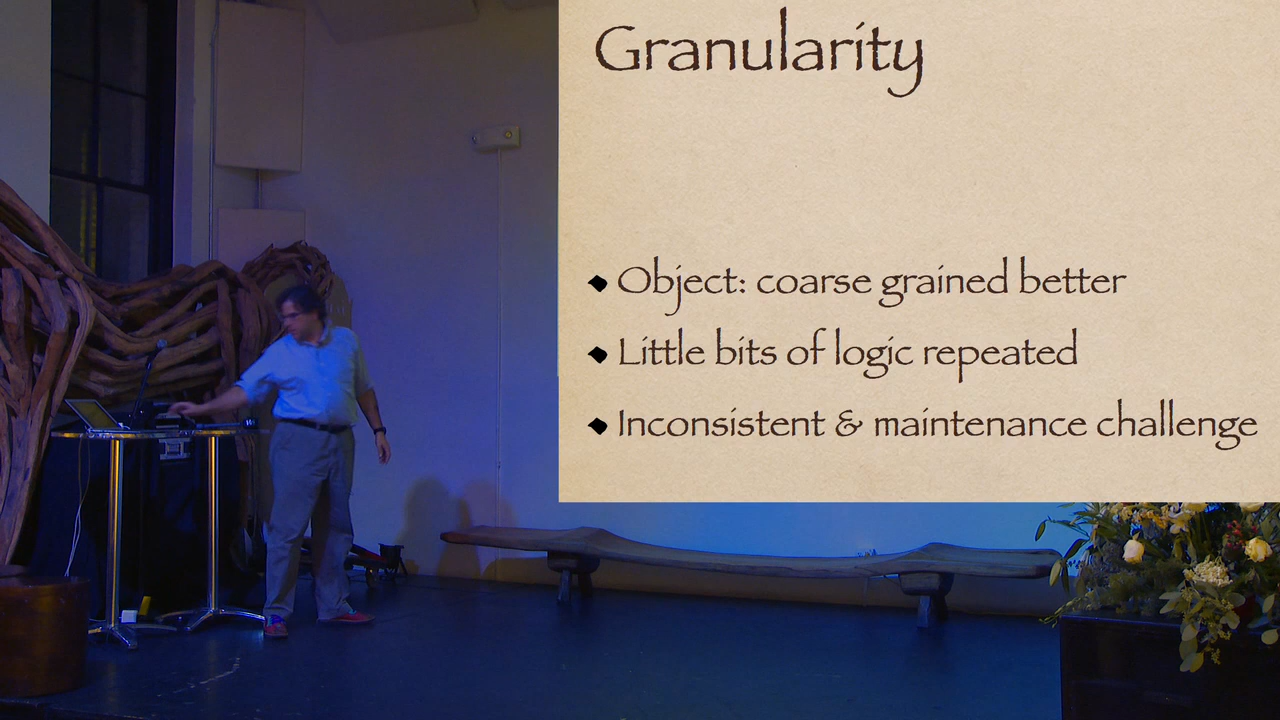 Granularity
Object: coarse grained better
Little bits of logic repeated
Inconsistent & maintenance challenge